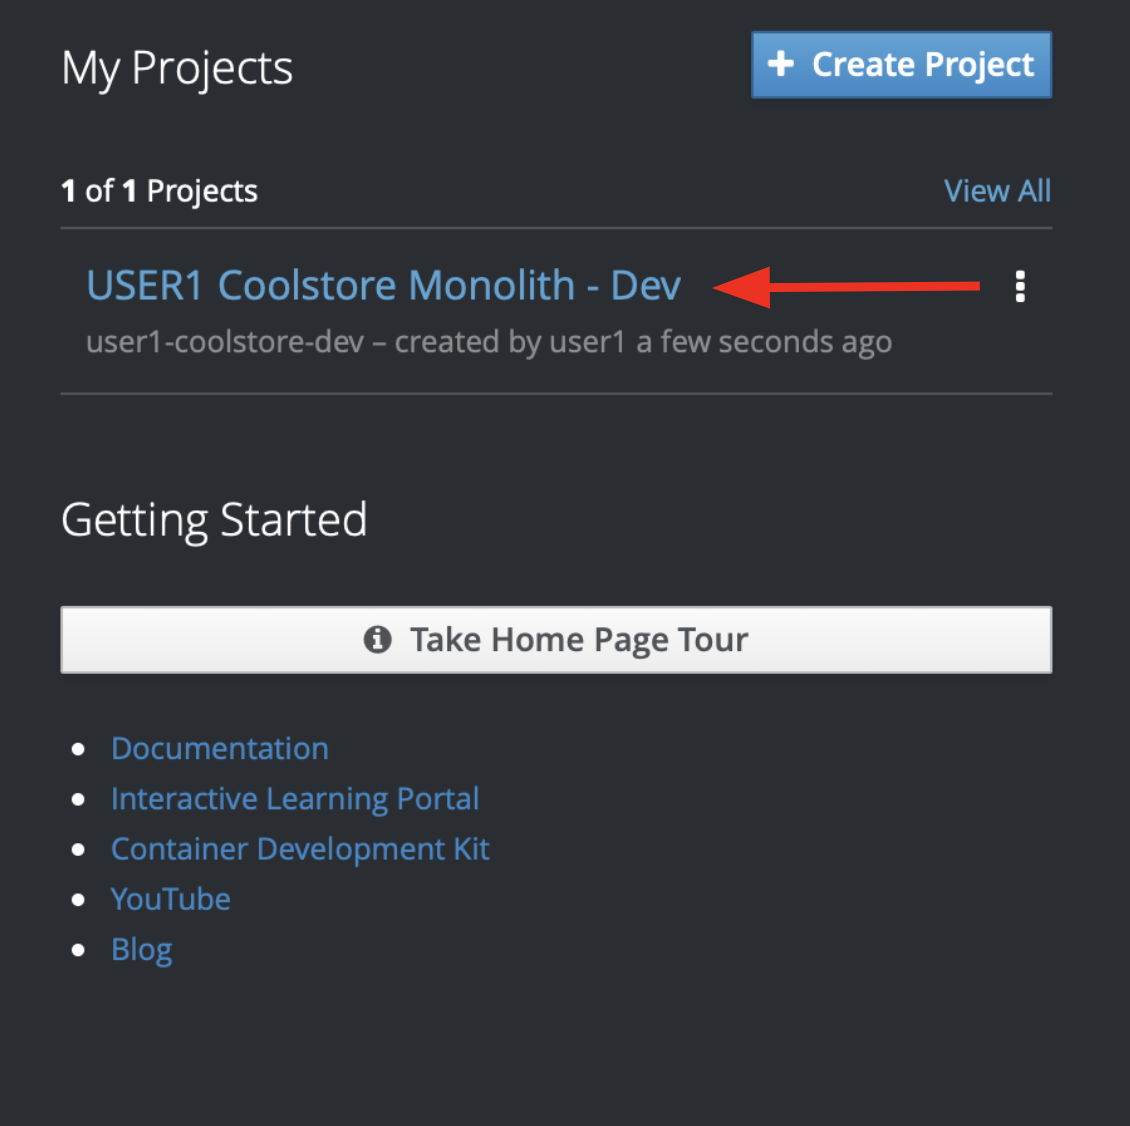 My Projects
+ Create Project
1 of 1 Projects
View All
USER1 Coolstore Monolith - Dev
user1-coolstore-dev – created by user1 a few seconds ago
Getting Started
Take Home Page Tour
Documentation
Interactive Learning Portal
Container Development Kit
YouTube
Blog